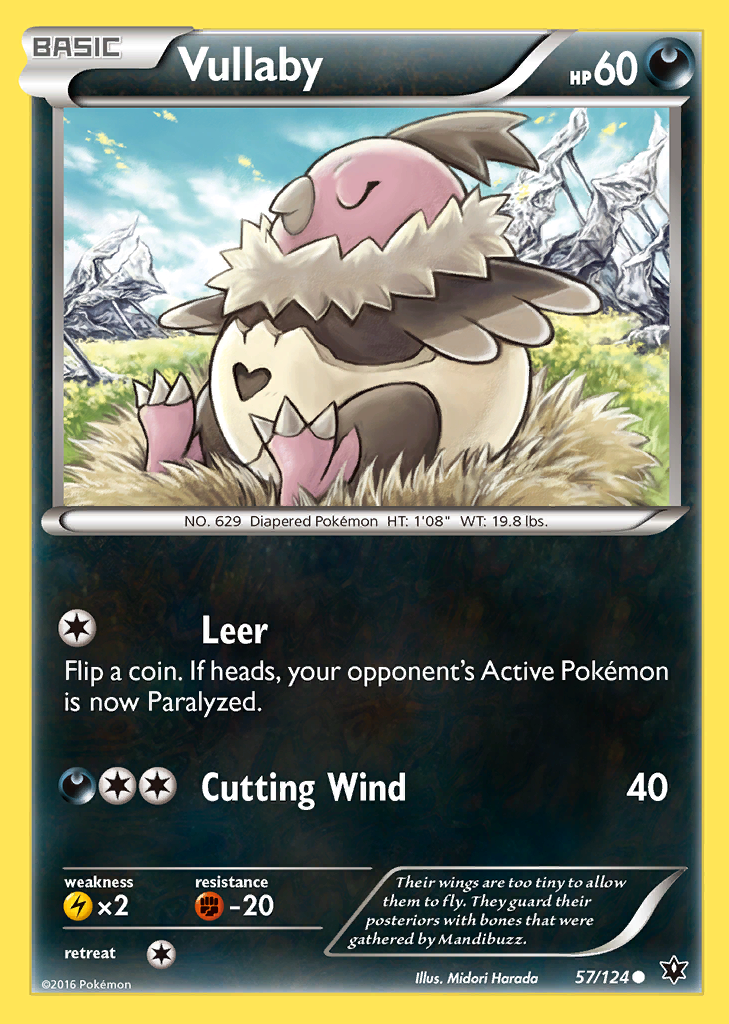 BASIC
Vullaby
HP60
NO. 629 Diapered Pokémon HT: 1'08" WT: 19.8 lbs.
Leer
Flip a coin. If heads, your opponent's Active Pokémon
is now Paralyzed.
Cutting Wind 40
weakness resistance
×2 -20
retreat
Their wings are too tiny to allow
them to fly. They guard their
posteriors with bones that were
gathered by Mandibuzz.
©2016 Pokémon
Illus. Midori Harada 57/124